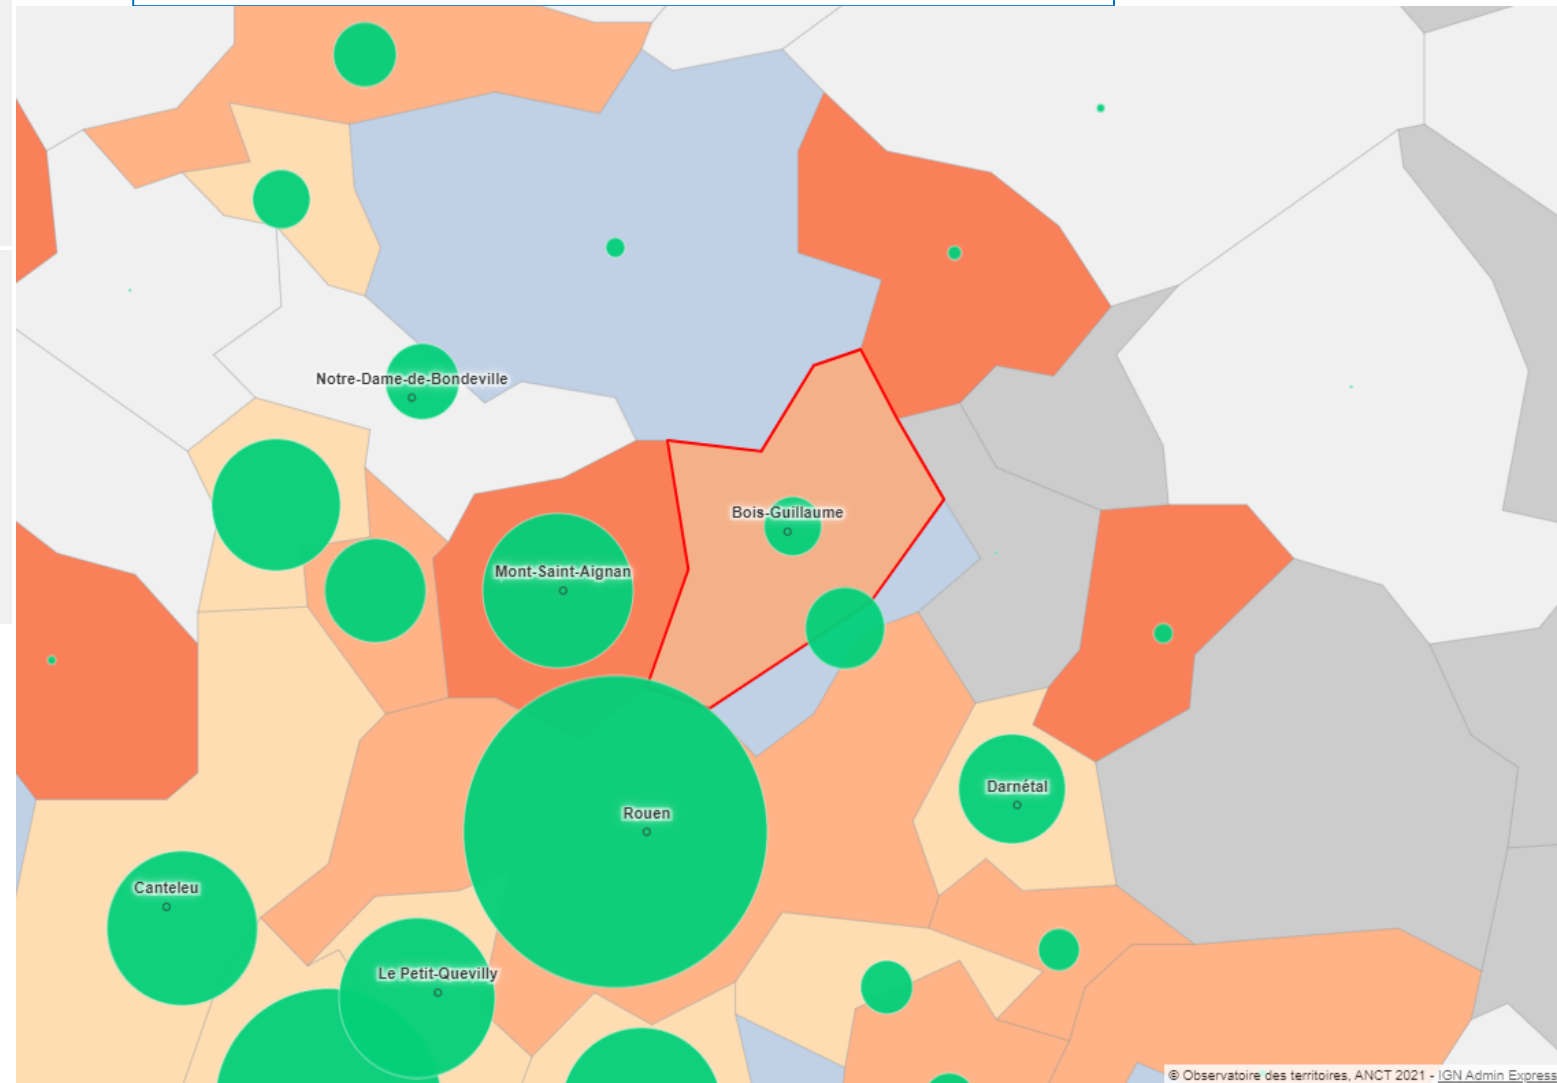 Notre-Dame-de-Bondeville
Bois-Guillaume
Mont-Saint-Aignan
Darnétal
Rouen
Canteleu
Le Petit-Quevilly
© Observatoire des territoires, ANCT 2021 - IGN Admin Express